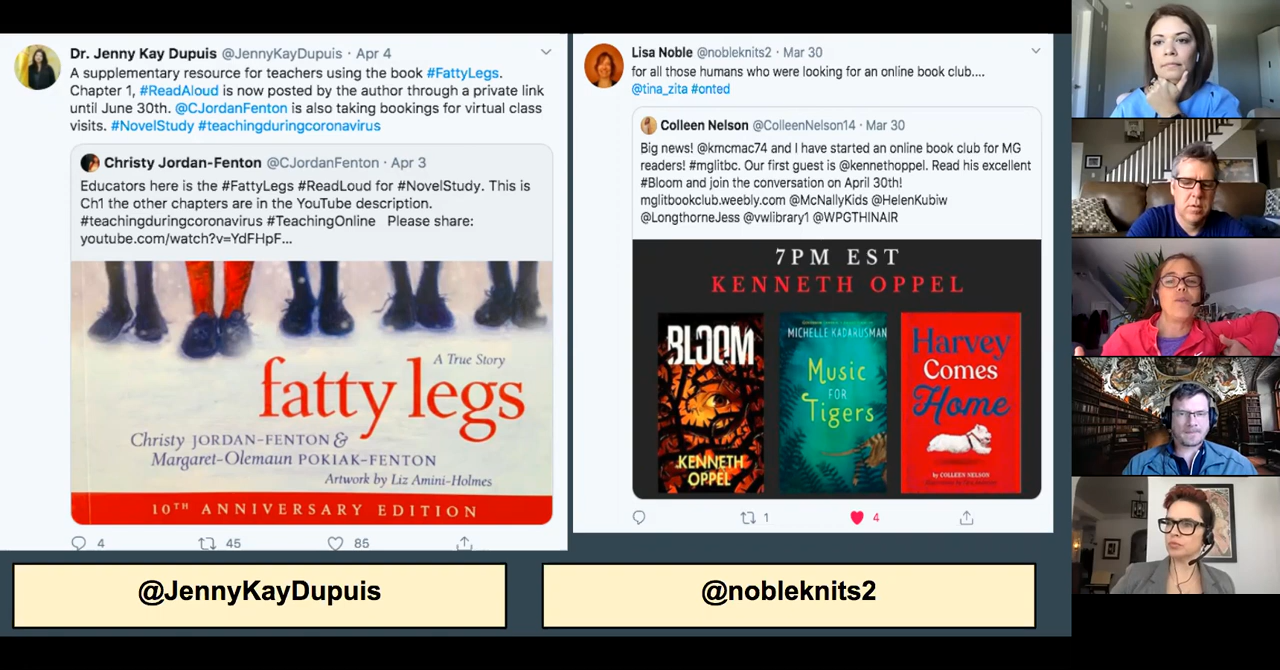 Dr. Jenny Kay Dupuis @JennyKayDupuis · Apr 4
A supplementary resource for teachers using the book #FattyLegs.
Chapter 1, #ReadAloud is now posted by the author through a private link
until June 30th. @CJordanFenton is also taking bookings for virtual class
visits. #NovelStudy #teachingduringcoronavirus
Christy Jordan-Fenton @CJordanFenton · Apr 3
Educators here is the #FattyLegs #ReadLoud for #NovelStudy. This is
Ch1 the other chapters are in the YouTube description.
#teachingduringcoronavirus #TeachingOnline Please share:
youtube.com/watch?v=YdFHpF...
A True Story
fatty legs
Christy JORDAN-FENTON &
Margaret-Olemaun POKIAK-FENTON
Artwork by Liz Amini-Holmes
10TH ANNIVERSARY EDITION
4 45 85
@JennyKayDupuis
Lisa Noble @nobleknits2 · Mar 30
for all those humans who were looking for an online book club....
@tina_zita #onted
Colleen Nelson @ColleenNelson14 · Mar 30
Big news! @kmcmac74 and I have started an online book club for MG
readers! #mglitbc. Our first guest is @kennethoppel. Read his excellent
#Bloom and join the conversation on April 30th!
mglitbookclub.weebly.com @McNallyKids @HelenKubiw
@LongthorneJess @vwlibrary1 @WPGTHINAIR
7PM EST
KENNETH OPPEL
BLOOM
KENNETH
OPPEL
MICHELLE KADARUSMAN
Music
FOR
Tigers
Harvey
Comes
Home
by COLLEEN NELSON
1 4
@nobleknits2